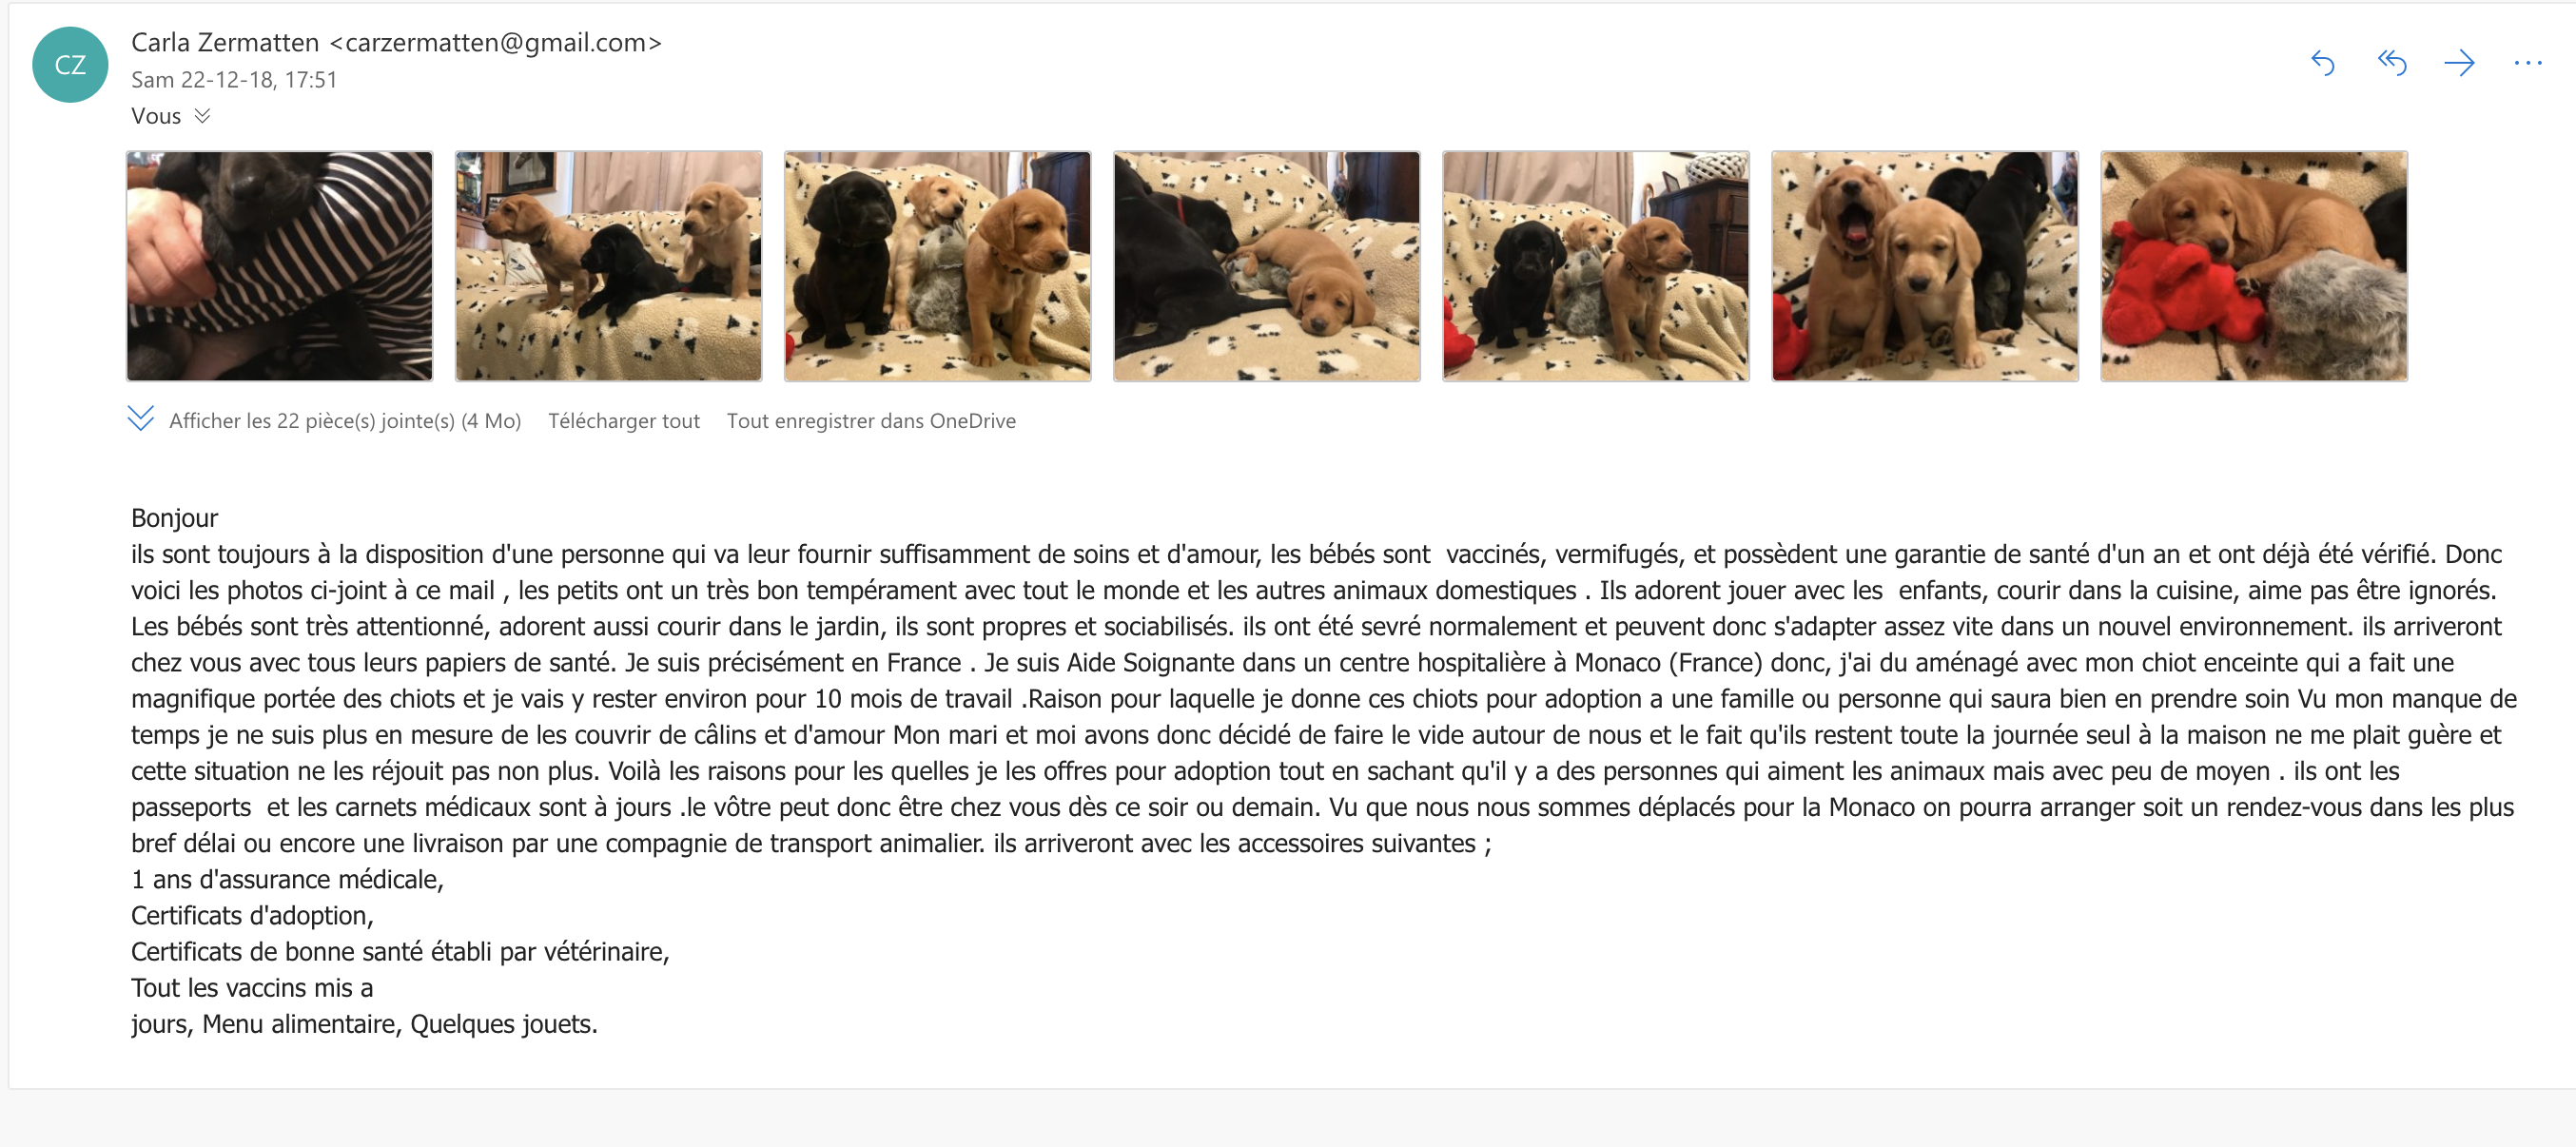 CZ
Carla Zermatten <carzermatten@gmail.com>
Sam 22-12-18, 17:51
Vous
Afficher les 22 pièce(s) jointe(s) (4 Mo) Télécharger tout Tout enregistrer dans OneDrive
Bonjour
ils sont toujours à la disposition d'une personne qui va leur fournir suffisamment de soins et d'amour, les bébés sont  vaccinés, vermifugés, et possèdent une garantie de santé d'un an et ont déjà été vérifié. Donc
voici les photos ci-joint à ce mail , les petits ont un très bon tempérament avec tout le monde et les autres animaux domestiques . Ils adorent jouer avec les  enfants, courir dans la cuisine, aime pas être ignorés.
Les bébés sont très attentionné, adorent aussi courir dans le jardin, ils sont propres et sociabilisés. ils ont été sevré normalement et peuvent donc s'adapter assez vite dans un nouvel environnement. ils arriveront
chez vous avec tous leurs papiers de santé. Je suis précisément en France . Je suis Aide Soignante dans un centre hospitalière à Monaco (France) donc, j'ai du aménagé avec mon chiot enceinte qui a fait une
magnifique portée des chiots et je vais y rester environ pour 10 mois de travail .Raison pour laquelle je donne ces chiots pour adoption a une famille ou personne qui saura bien en prendre soin Vu mon manque de
temps je ne suis plus en mesure de les couvrir de câlins et d'amour Mon mari et moi avons donc décidé de faire le vide autour de nous et le fait qu'ils restent toute la journée seul à la maison ne me plait guère et
cette situation ne les réjouit pas non plus. Voilà les raisons pour les quelles je les offres pour adoption tout en sachant qu'il y a des personnes qui aiment les animaux mais avec peu de moyen . ils ont les
passeports  et les carnets médicaux sont à jours .le vôtre peut donc être chez vous dès ce soir ou demain. Vu que nous nous sommes déplacés pour la Monaco on pourra arranger soit un rendez-vous dans les plus
bref délai ou encore une livraison par une compagnie de transport animalier. ils arriveront avec les accessoires suivantes ;
1 ans d'assurance médicale,
Certificats d'adoption,
Certificats de bonne santé établi par vétérinaire,
Tout les vaccins mis a
jours, Menu alimentaire, Quelques jouets.